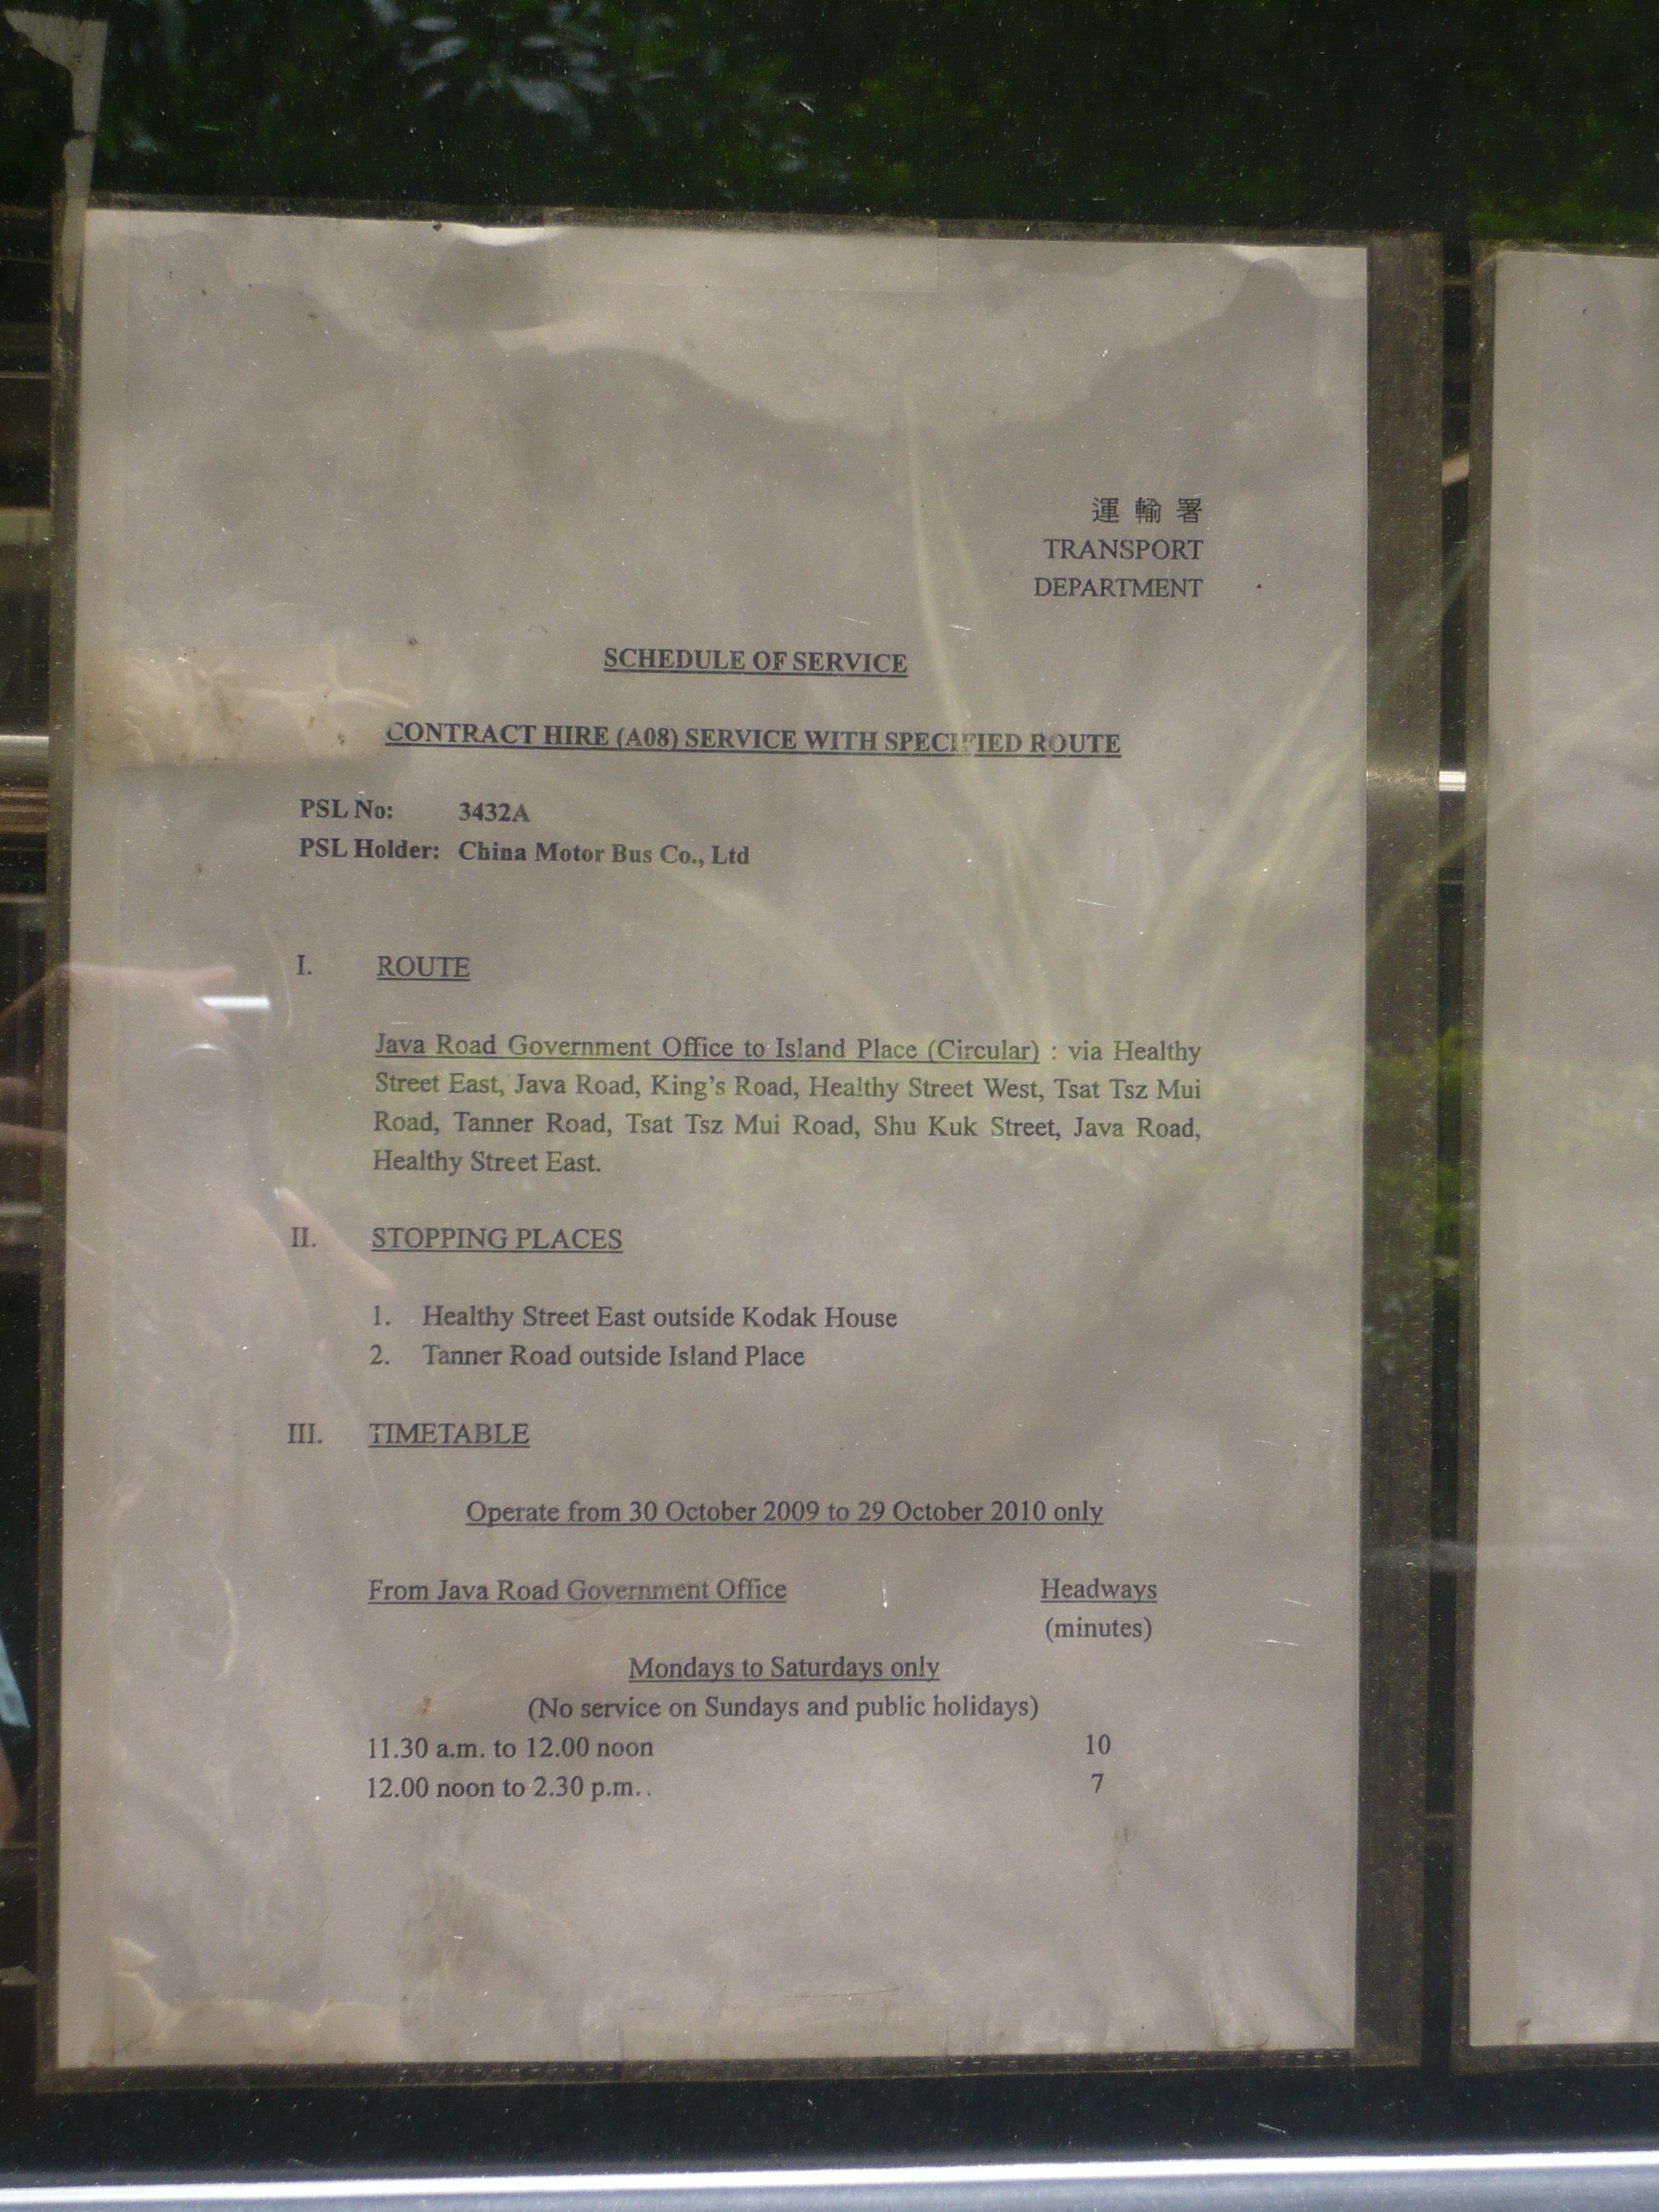 運輸署
TRANSPORT
DEPARTMENT
SCHEDULE OF SERVICE
CONTRACT HIRE (A08) SERVICE WITH SPECIFIED ROUTE
PSL No: 3432A
PSL Holder: China Motor Bus Co., Ltd
I. ROUTE
Java Road Government Office to Island Place (Circular) : via Healthy
Street East, Java Road, King's Road, Healthy Street West, Tsat Tsz Mui
Road, Tanner Road, Tsat Tsz Mui Road, Shu Kuk Street, Java Road,
Healthy Street East.
II. STOPPING PLACES
1. Healthy Street East outside Kodak House
2. Tanner Road outside Island Place
III. TIMETABLE
Operate from 30 October 2009 to 29 October 2010 only
From Java Road Government Office Headways
(minutes)
Mondays to Saturdays only
(No service on Sundays and public holidays)
11.30 a.m. to 12.00 noon 10
12.00 noon to 2.30 p.m. 7